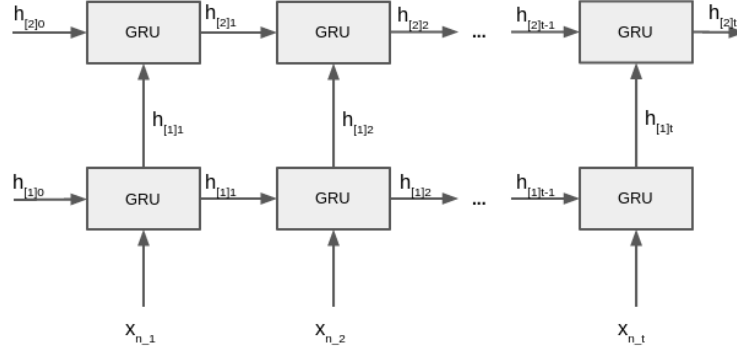 h[2]0 h[2]1 h[2]2 h[2]t-1 h[2]t
GRU GRU ... GRU
h[1]1 h[1]2 h[1]t
h[1]0 h[1]1 h[1]2 h[1]t-1
GRU GRU ... GRU
xn_1 xn_2 xn_t